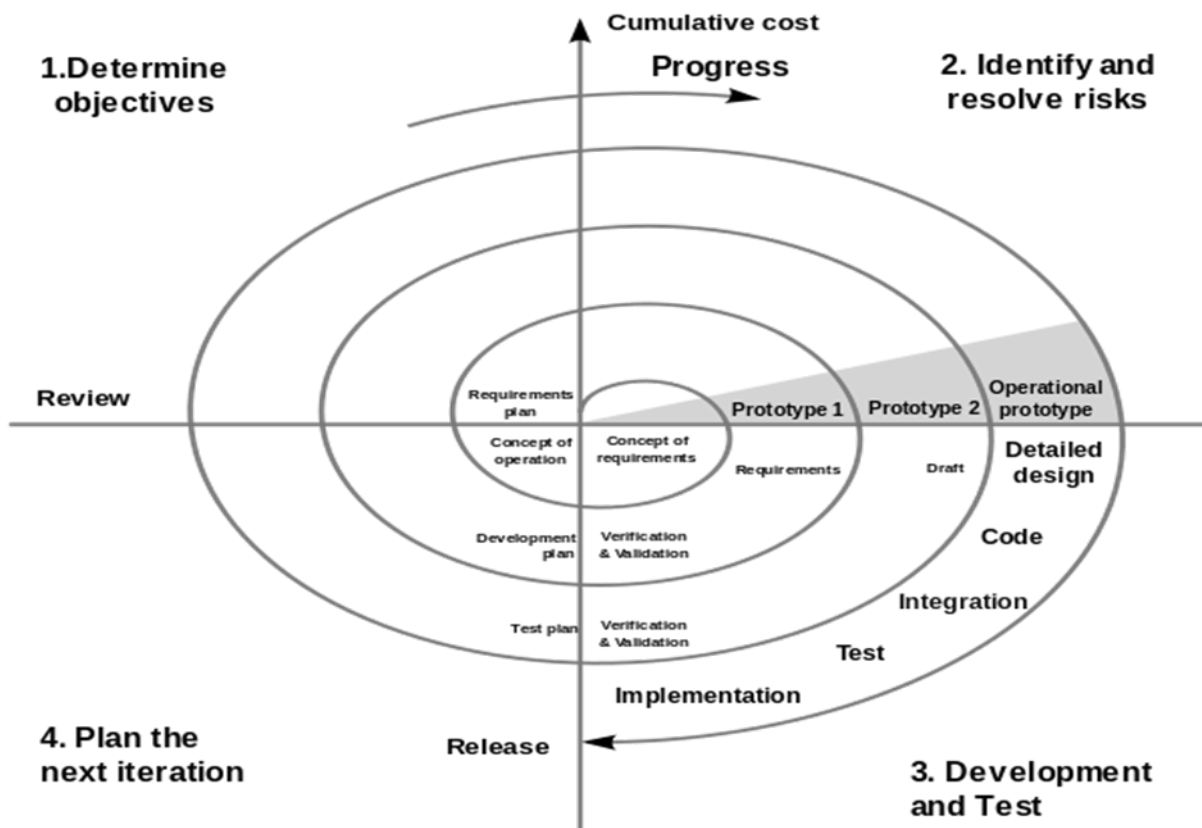 Cumulative cost
Progress
1.Determine
objectives
2. Identify and
resolve risks
Review
Requirements
plan
Prototype 1
Prototype 2
Operational
prototype
Concept of
operation
Concept of
requirements
Requirements
Draft
Detailed
design
Development
plan
Verification
& Validation
Code
Integration
Test plan
Verification
& Validation
Test
Implementation
Release
4. Plan the
next iteration
3. Development
and Test